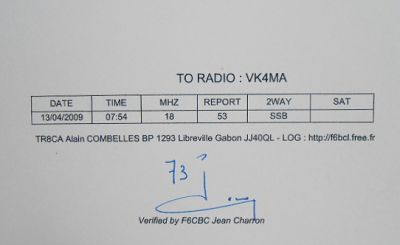 TO RADIO : VK4MA
DATE TIME MHZ REPORT 2WAY SAT
13/04/2009 07:54 18 53 SSB
TR8CA Alain COMBELLES BP 1293 Libreville Gabon JJ40QL - LOG : http://f6bcl.free.fr
73
Verified by F6CBC Jean Charron